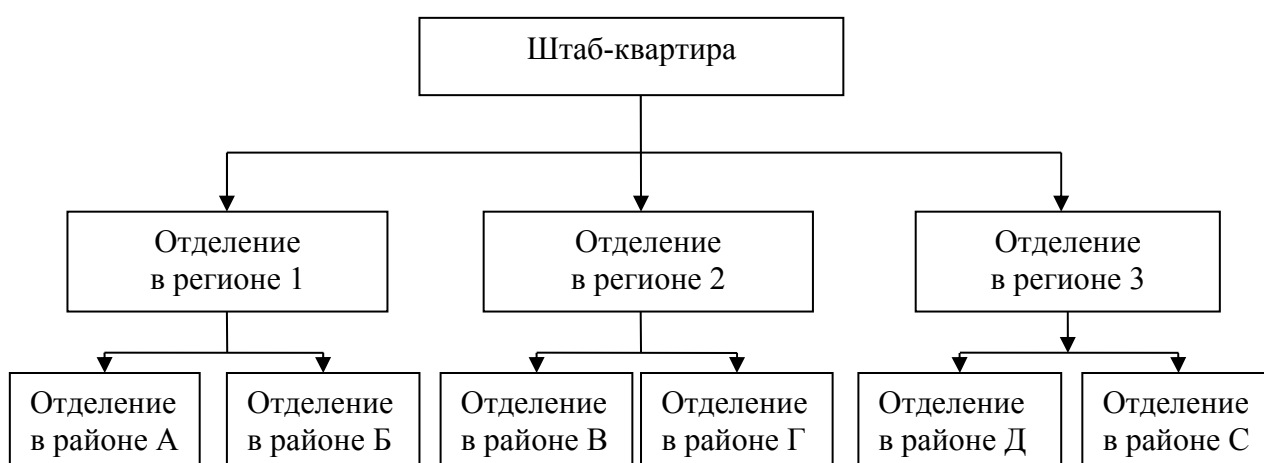 Штаб-квартира
Отделение
в регионе 1
Отделение
в регионе 2
Отделение
в регионе 3
Отделение
в районе А
Отделение
в районе Б
Отделение
в районе В
Отделение
в районе Г
Отделение
в районе Д
Отделение
в районе С